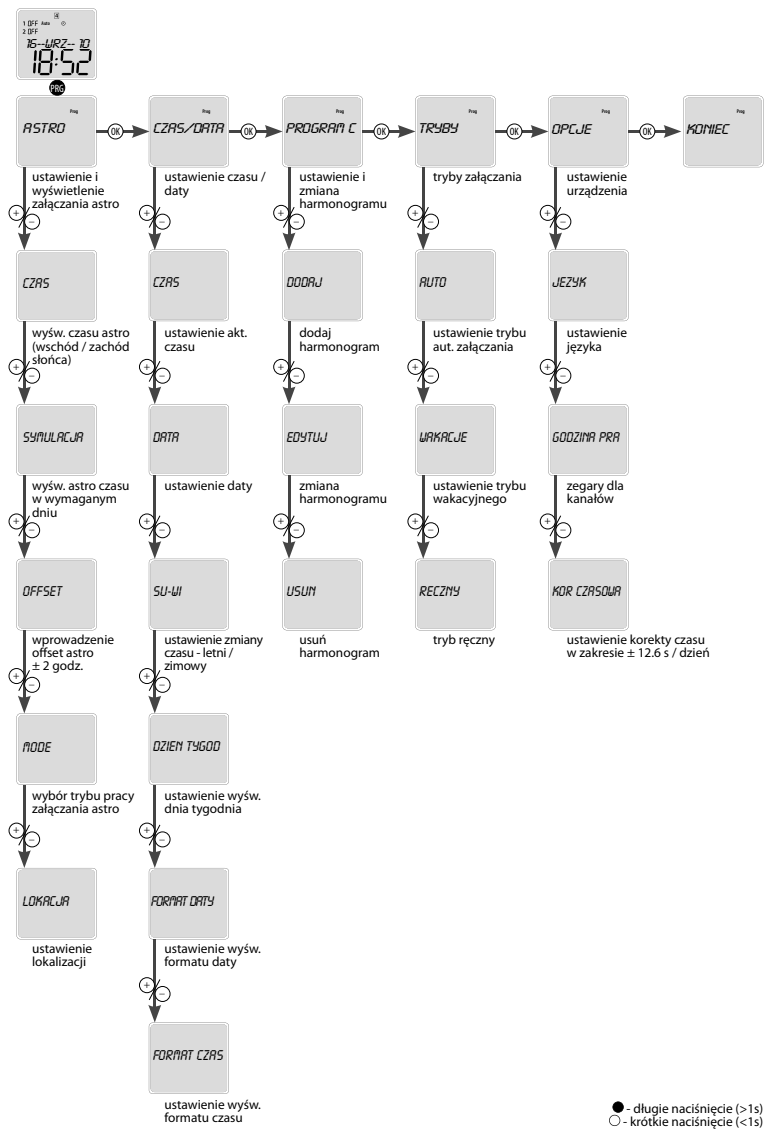 4
1 OFF Auto
2 OFF
16--WRZ-- 10
18:52
PRG
Prog
ASTRO
OK
Prog
CZAS/DATA
OK
Prog
PROGRAM C
OK
Prog
TRYBY
OK
Prog
OPCJE
OK
Prog
KONIEC
ustawienie i
wyświetlenie
załączania astro
+
−
ustawienie czasu /
daty
+
−
ustawienie i
zmiana
harmonogramu
+
−
tryby załączania
+
−
ustawienie
urządzenia
+
−
CZAS
CZAS
DODAJ
AUTO
JEZYK
wyśw. czasu astro
(wschód / zachód
słońca)
+
−
ustawienie akt.
czasu
+
−
dodaj
harmonogram
+
−
ustawienie trybu
aut. załączania
+
−
ustawienie
języka
+
−
SYMULACJA
DATA
EDYTUJ
WAKACJE
GODZINA PRA
wyśw. astro czasu
w wymaganym
dniu
+
−
ustawienie daty
+
−
zmiana
harmonogramu
+
−
ustawienie trybu
wakacyjnego
+
−
zegary dla
kanałów
+
−
OFFSET
SU-WI
USUN
RECZNY
KOR CZASOWA
wprowadzenie
offset astro
± 2 godz.
+
−
ustawienie zmiany
czasu - letni /
zimowy
+
−
usuń
harmonogram
tryb ręczny
ustawienie korekty czasu
w zakresie ± 12.6 s / dzień
MODE
DZIEN TYGOD
wybór trybu pracy
załączania astro
+
−
ustawienie wyśw.
dnia tygodnia
+
−
LOKACJA
FORMAT DATY
ustawienie
lokalizacji
ustawienie wyśw.
formatu daty
+
−
FORMAT CZAS
ustawienie wyśw.
formatu czasu
- długie naciśnięcie (>1s)
- krótkie naciśnięcie (<1s)